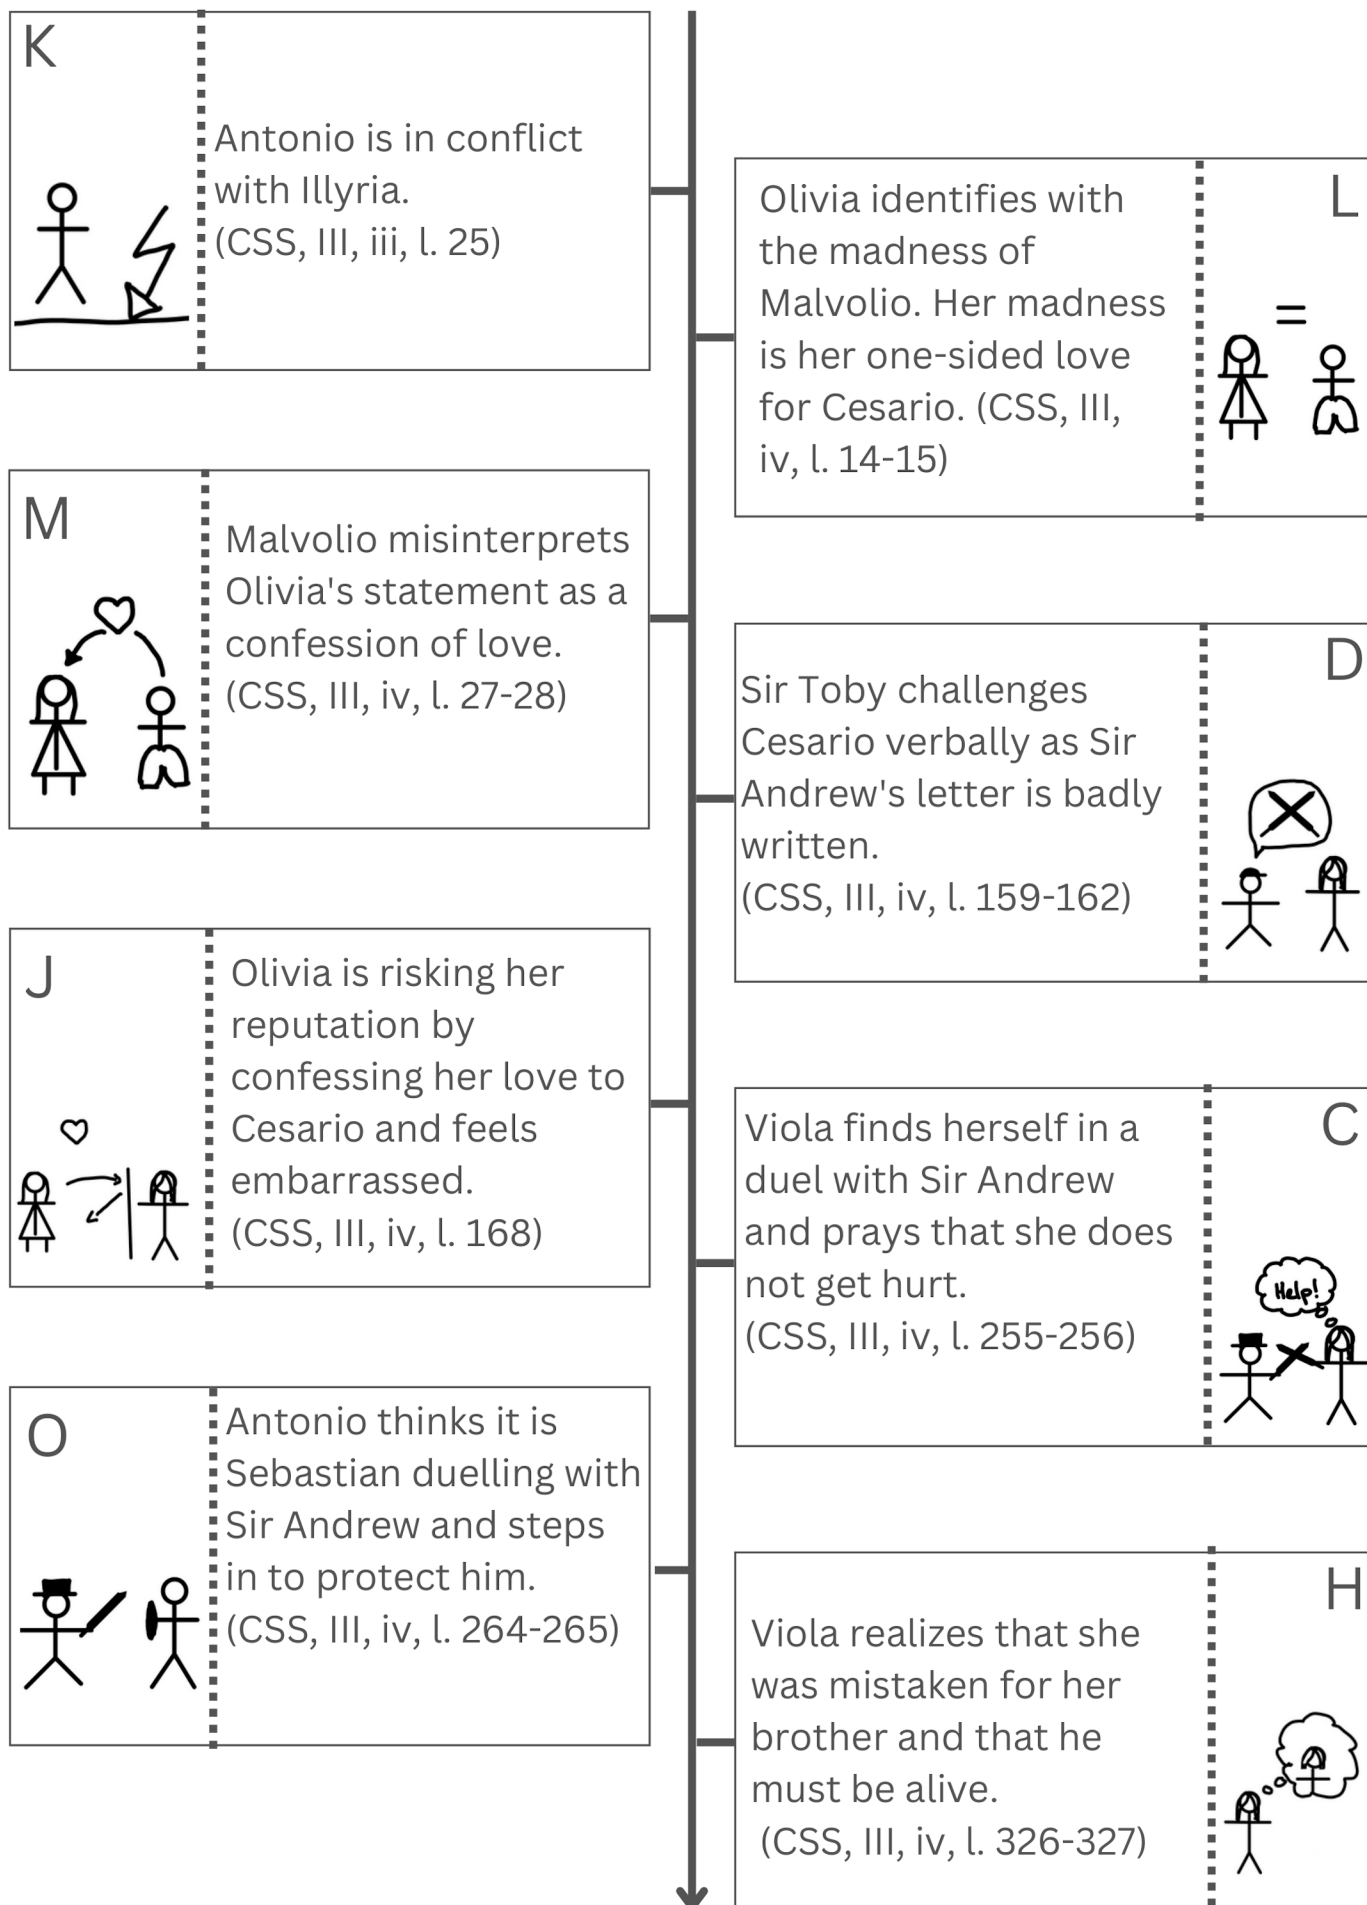 K
Antonio is in conflict
with Illyria.
(CSS, III, iii, l. 25)
L
Olivia identifies with
the madness of
Malvolio. Her madness
is her one-sided love
for Cesario. (CSS, III,
iv, l. 14-15)
=
M
Malvolio misinterprets
Olivia's statement as a
confession of love.
(CSS, III, iv, l. 27-28)
D
Sir Toby challenges
Cesario verbally as Sir
Andrew's letter is badly
written.
(CSS, III, iv, l. 159-162)
J
Olivia is risking her
reputation by
confessing her love to
Cesario and feels
embarrassed.
(CSS, III, iv, l. 168)
C
Viola finds herself in a
duel with Sir Andrew
and prays that she does
not get hurt.
(CSS, III, iv, l. 255-256)
Help!
O
Antonio thinks it is
Sebastian duelling with
Sir Andrew and steps
in to protect him.
(CSS, III, iv, l. 264-265)
H
Viola realizes that she
was mistaken for her
brother and that he
must be alive.
(CSS, III, iv, l. 326-327)